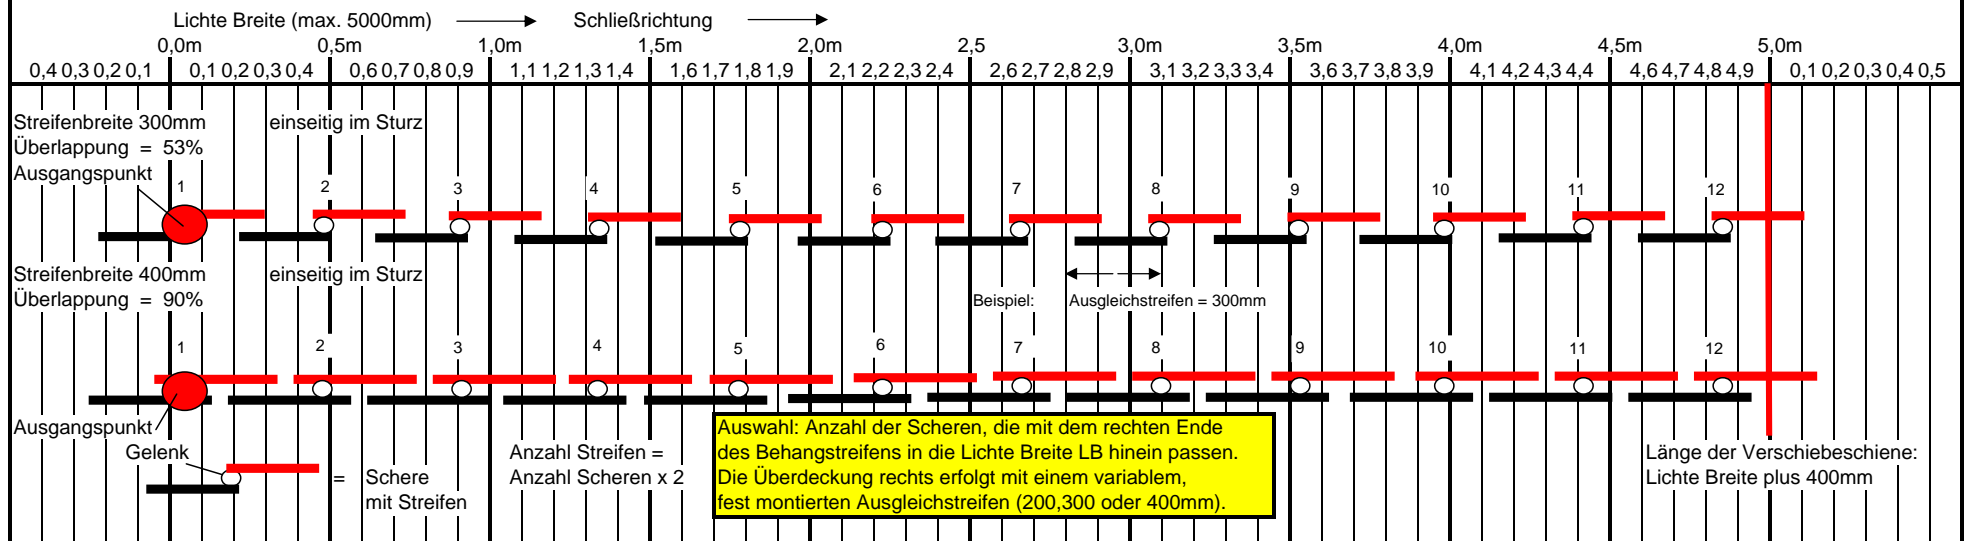 Lichte Breite (max. 5000mm) Schließrichtung
0,0m 0,5m 1,0m 1,5m 2,0m 2,5 3,0m 3,5m 4,0m 4,5m 5,0m
0,4 0,3 0,2 0,1 0,1 0,2 0,3 0,4 0,6 0,7 0,8 0,9 1,1 1,2 1,3 1,4 1,6 1,7 1,8 1,9 2,1 2,2 2,3 2,4 2,6 2,7 2,8 2,9 3,1 3,2 3,3 3,4 3,6 3,7 3,8 3,9 4,1 4,2 4,3 4,4 4,6 4,7 4,8 4,9 0,1 0,2 0,3 0,4 0,5
Streifenbreite 300mm einseitig im Sturz
Überlappung = 53%
Ausgangspunkt
1 2 3 4 5 6 7 8 9 10 11 12
Streifenbreite 400mm einseitig im Sturz
Überlappung = 90%
Beispiel: Ausgleichstreifen = 300mm
1 2 3 4 5 6 7 8 9 10 11 12
Ausgangspunkt
Gelenk
= Schere
mit Streifen
Anzahl Streifen =
Anzahl Scheren x 2
Auswahl: Anzahl der Scheren, die mit dem rechten Ende
des Behangstreifens in die Lichte Breite LB hinein passen.
Die Überdeckung rechts erfolgt mit einem variablem,
fest montierten Ausgleichstreifen (200,300 oder 400mm).
Länge der Verschiebeschiene:
Lichte Breite plus 400mm